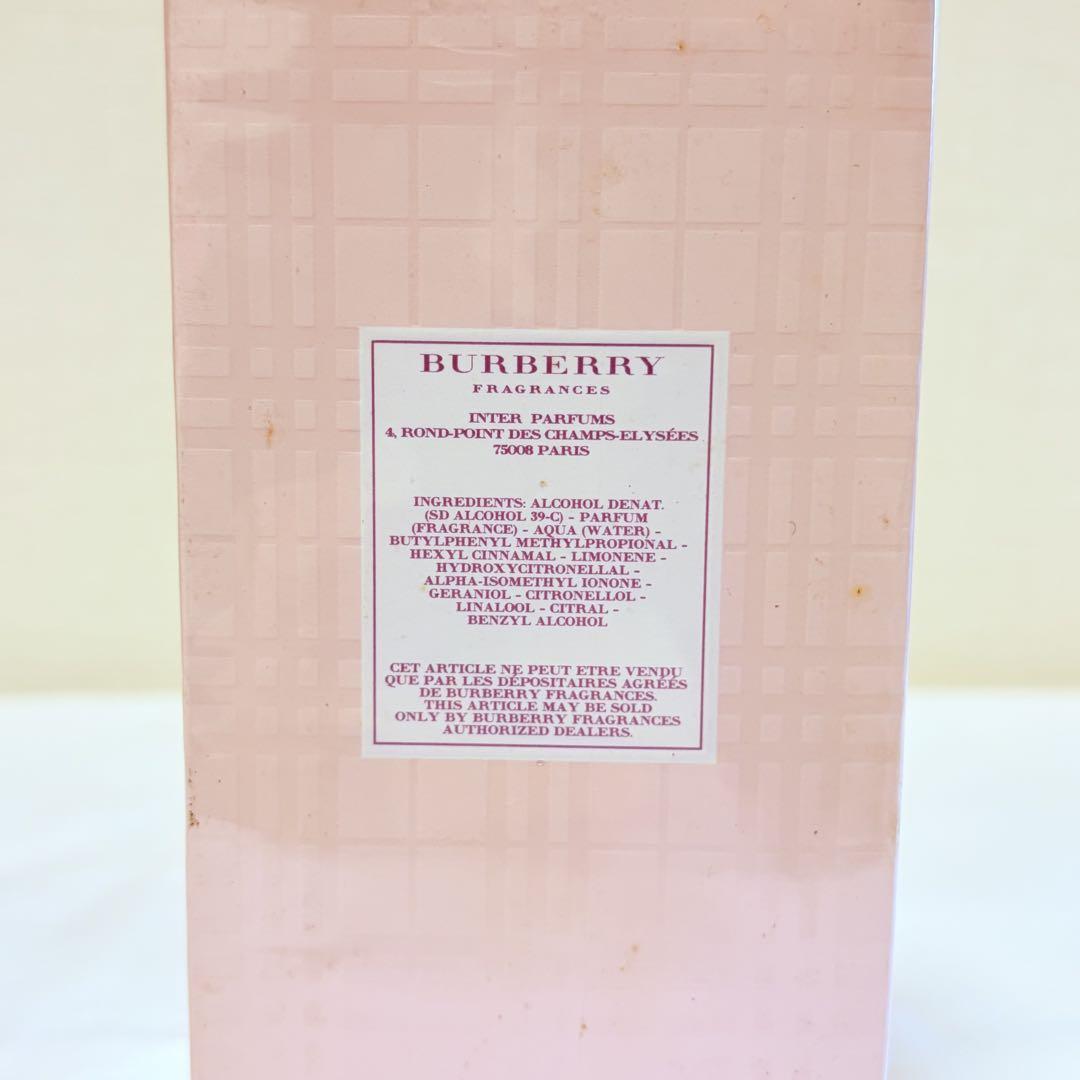 BURBERRY
FRAGRANCES
INTER PARFUMS
4, ROND-POINT DES CHAMPS-ELYSÉES
75008 PARIS
INGREDIENTS: ALCOHOL DENAT.
(SD ALCOHOL 39-C) - PARFUM
(FRAGRANCE) - AQUA (WATER) -
BUTYLPHENYL METHYLPROPIONAL -
HEXYL CINNAMAL - LIMONENE -
HYDROXYCITRONELLAL -
ALPHA-ISOMETHYL IONONE -
GERANIOL - CITRONELLOL -
LINALOOL - CITRAL -
BENZYL ALCOHOL
CET ARTICLE NE PEUT ETRE VENDU
QUE PAR LES DÉPOSITAIRES AGRÉÉS
DE BURBERRY FRAGRANCES.
THIS ARTICLE MAY BE SOLD
ONLY BY BURBERRY FRAGRANCES
AUTHORIZED DEALERS.